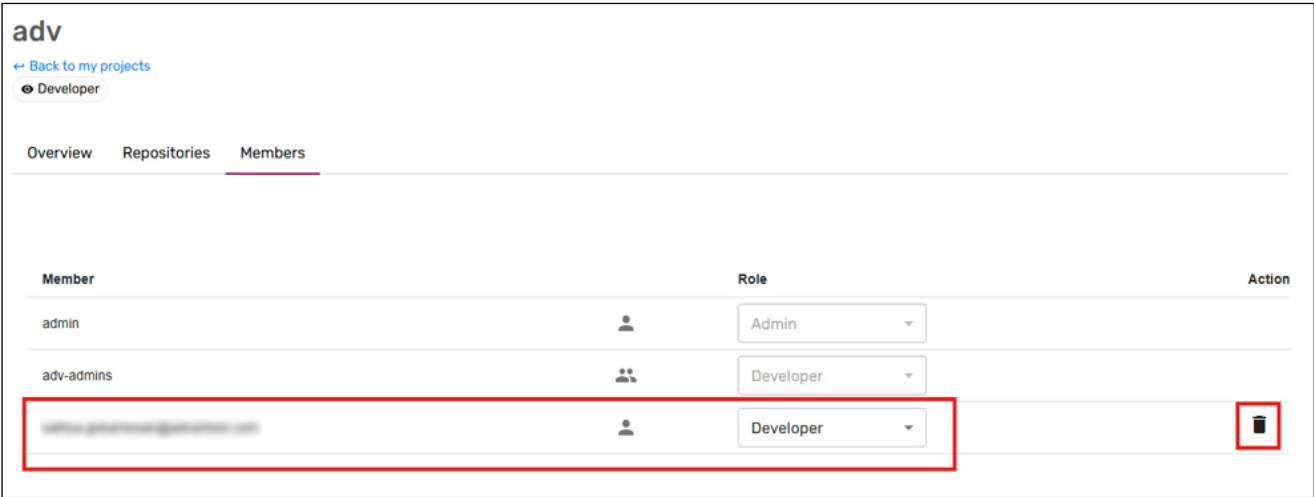 adv
↩ Back to my projects
Developer
Overview Repositories Members
Member Role Action
admin Admin
adv-admins Developer
Developer